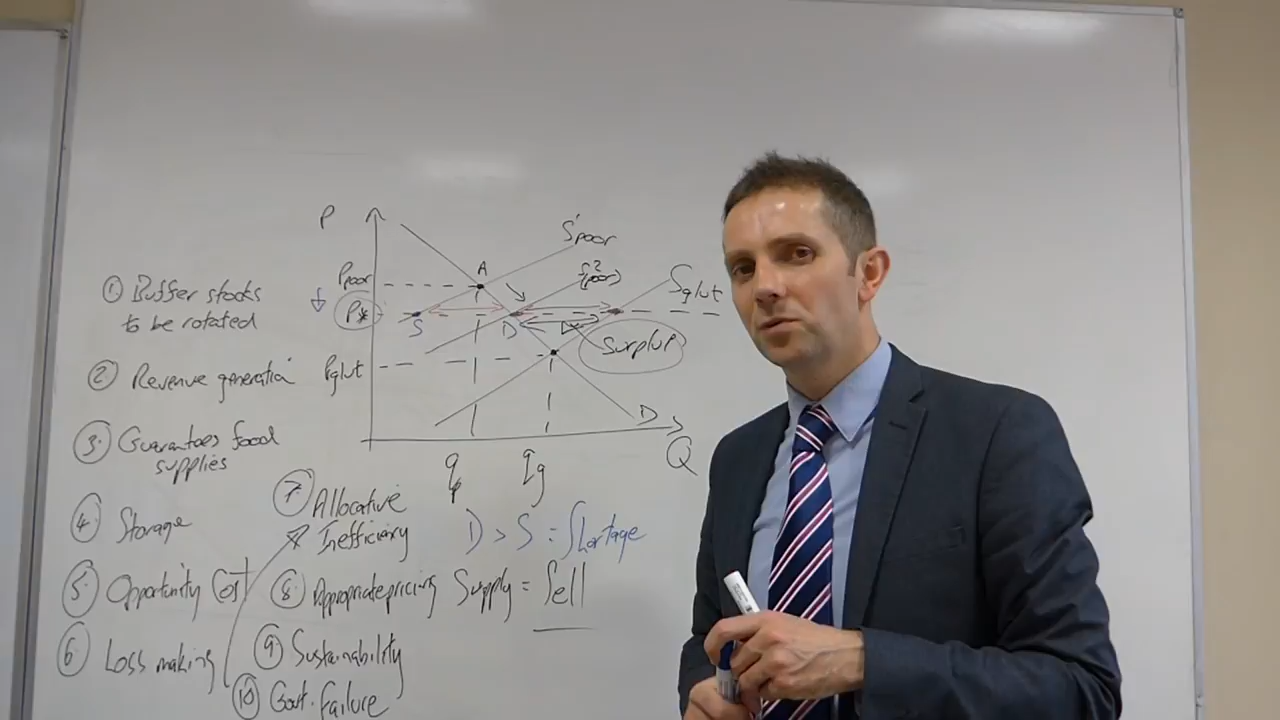 ① Buffer stocks
to be rotated
② Revenue generation
③ Guarantees food
supplies
④ Storage
⑤ Opportunity Cost
⑥ Loss making
⑦ Allocative
Inefficiency
⑧ Appropriate pricing
⑨ Sustainability
⑩ Govt. failure
P
Ppoor
P*
Pglut
A
S
D
S'poor
Sglut
Surplus
D
Q
qp
qg
D > S = Shortage
Supply = Sell